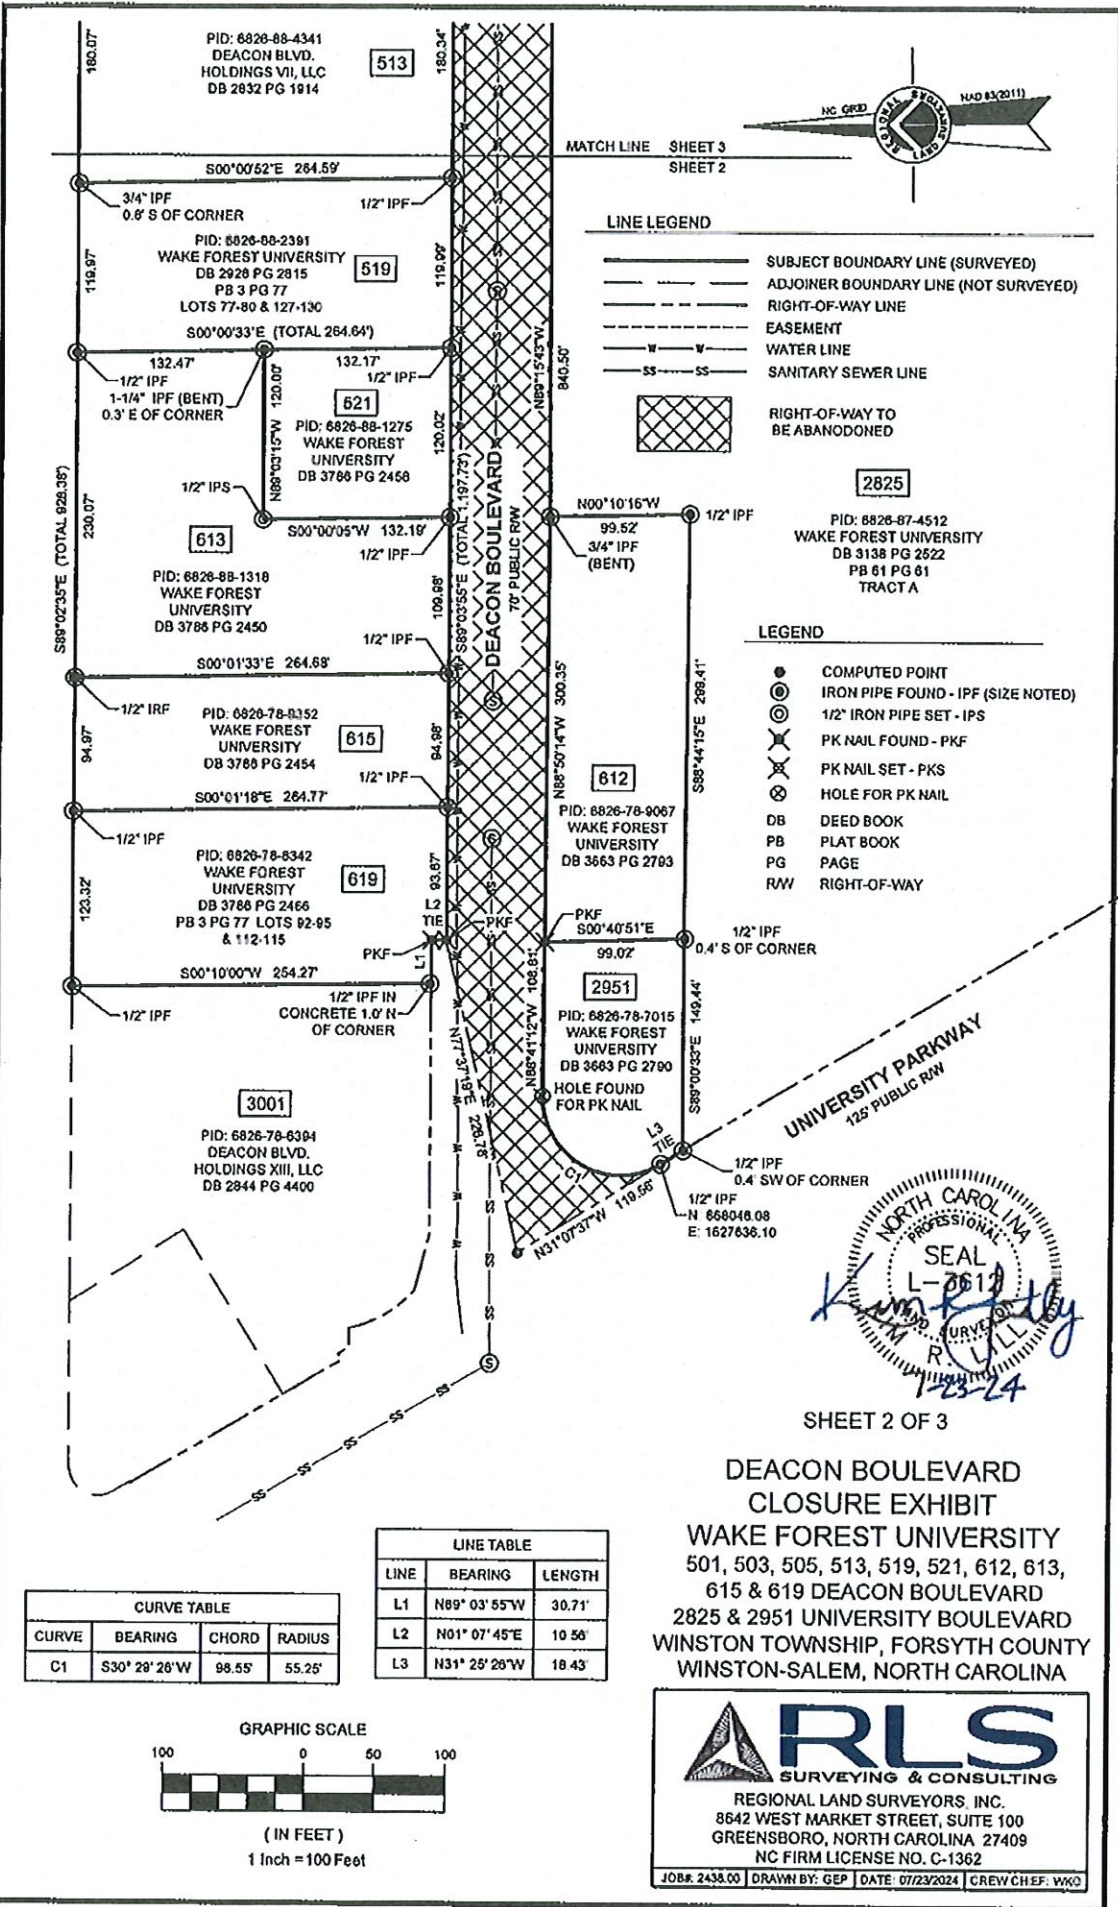 180.07'
PID: 6826-88-4341
DEACON BLVD.
HOLDINGS VII, LLC
DB 2832 PG 1914
513
180.34'
NC GRID
NAD 83(2011)
REGIONAL LAND SURVEYORS
MATCH LINE SHEET 3
SHEET 2
S00°00'52"E 264.59'
3/4" IPF
0.6' S OF CORNER
1/2" IPF
119.97'
PID: 6826-88-2391
WAKE FOREST UNIVERSITY
DB 2928 PG 2815
PB 3 PG 77
LOTS 77-80 & 127-130
519
119.99'
S00°00'33"E (TOTAL 264.64')
132.47'
132.17'
1/2" IPF
1/2" IPF
1-1/4" IPF (BENT)
0.3' E OF CORNER
N89°03'15"W 120.00'
521
PID: 6826-88-1275
WAKE FOREST
UNIVERSITY
DB 3786 PG 2458
120.02'
1/2" IPS
S00°00'05"W 132.19'
1/2" IPF
S89°02'35"E (TOTAL 928.38')
230.07'
613
PID: 6826-88-1318
WAKE FOREST
UNIVERSITY
DB 3786 PG 2450
109.98'
1/2" IPF
S00°01'33"E 264.68'
1/2" IRF
94.97'
PID: 6826-78-9352
WAKE FOREST
UNIVERSITY
DB 3786 PG 2454
615
94.98'
1/2" IPF
S00°01'18"E 264.77'
1/2" IPF
123.32'
PID: 6826-78-8342
WAKE FOREST
UNIVERSITY
DB 3786 PG 2466
PB 3 PG 77 LOTS 92-95
& 112-115
619
93.67'
L2
TIE
PKF
PKF
L1
S00°10'00"W 254.27'
1/2" IPF
1/2" IPF IN
CONCRETE 1.0' N
OF CORNER
S89°03'55"E (TOTAL 1,197.73')
DEACON BOULEVARD
70' PUBLIC R/W
N89°15'43"W
840.50'
N00°10'16"W
99.52'
3/4" IPF
(BENT)
1/2" IPF
N88°50'14"W 300.35'
S88°44'15"E 299.41'
612
PID: 6826-78-9067
WAKE FOREST
UNIVERSITY
DB 3663 PG 2793
PKF
S00°40'51"E
99.02'
1/2" IPF
0.4' S OF CORNER
2951
PID: 6826-78-7015
WAKE FOREST
UNIVERSITY
DB 3663 PG 2790
HOLE FOUND
FOR PK NAIL
N88°41'12"W 108.61'
S89°00'33"E 149.44'
N77°37'19"E 226.78'
C1
N31°07'37"W 119.56'
L3
TIE
1/2" IPF
0.4' SW OF CORNER
1/2" IPF
N 868046.08
E: 1627636.10
UNIVERSITY PARKWAY
125' PUBLIC R/W
3001
PID: 6826-78-6394
DEACON BLVD.
HOLDINGS XIII, LLC
DB 2844 PG 4400
LINE LEGEND
SUBJECT BOUNDARY LINE (SURVEYED)
ADJOINER BOUNDARY LINE (NOT SURVEYED)
RIGHT-OF-WAY LINE
EASEMENT
W W WATER LINE
SS SS SANITARY SEWER LINE
RIGHT-OF-WAY TO
BE ABANODONED
2825
PID: 6826-87-4512
WAKE FOREST UNIVERSITY
DB 3138 PG 2522
PB 61 PG 61
TRACT A
LEGEND
COMPUTED POINT
IRON PIPE FOUND - IPF (SIZE NOTED)
1/2" IRON PIPE SET - IPS
PK NAIL FOUND - PKF
PK NAIL SET - PKS
HOLE FOR PK NAIL
DB DEED BOOK
PB PLAT BOOK
PG PAGE
R/W RIGHT-OF-WAY
NORTH CAROLINA
PROFESSIONAL
SEAL
L-3612
LAND SURVEYOR
R. LILL
1-23-24
SHEET 2 OF 3
DEACON BOULEVARD
CLOSURE EXHIBIT
WAKE FOREST UNIVERSITY
501, 503, 505, 513, 519, 521, 612, 613,
615 & 619 DEACON BOULEVARD
2825 & 2951 UNIVERSITY BOULEVARD
WINSTON TOWNSHIP, FORSYTH COUNTY
WINSTON-SALEM, NORTH CAROLINA
LINE TABLE
LINE BEARING LENGTH
L1 N89° 03' 55"W 30.71'
L2 N01° 07' 45"E 10.56'
L3 N31° 25' 26"W 18.43'
CURVE TABLE
CURVE BEARING CHORD RADIUS
C1 S30° 29' 26"W 98.55' 55.25'
GRAPHIC SCALE
100 0 50 100
( IN FEET )
1 Inch = 100 Feet
RLS
SURVEYING & CONSULTING
REGIONAL LAND SURVEYORS, INC.
8642 WEST MARKET STREET, SUITE 100
GREENSBORO, NORTH CAROLINA 27409
NC FIRM LICENSE NO. C-1362
JOB#: 2438.00 DRAWN BY: GEP DATE: 07/23/2024 CREW CHIEF: WKO